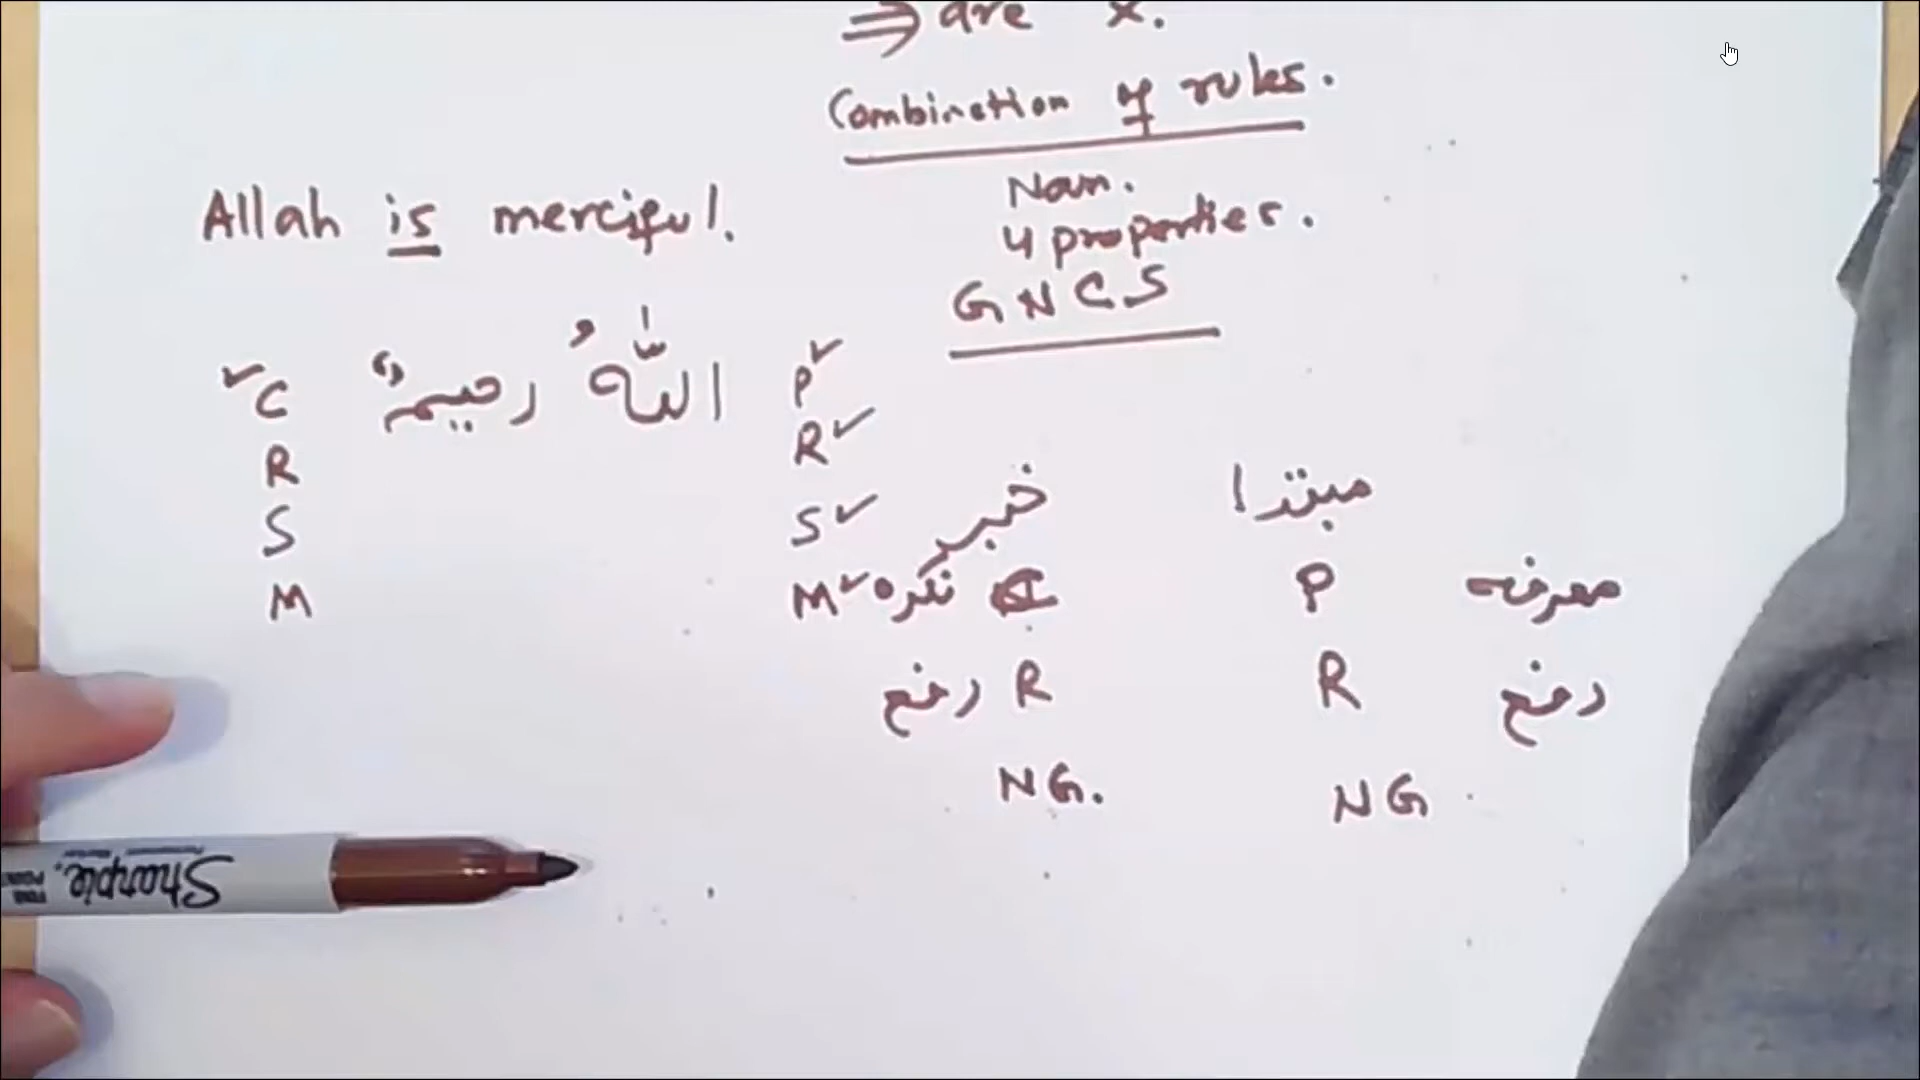 ⇒ are x.
Combination of rules.
Noun.
4 properties.
GNCS
Allah is merciful.
اللّٰهُ رحيمٌ
✓C
R
S
M
P✓
R✓
S✓
M✓
مبتدا
خبر
معرفه P
نكره
رفع R
R رفع
NG
NG.
Sharpie.